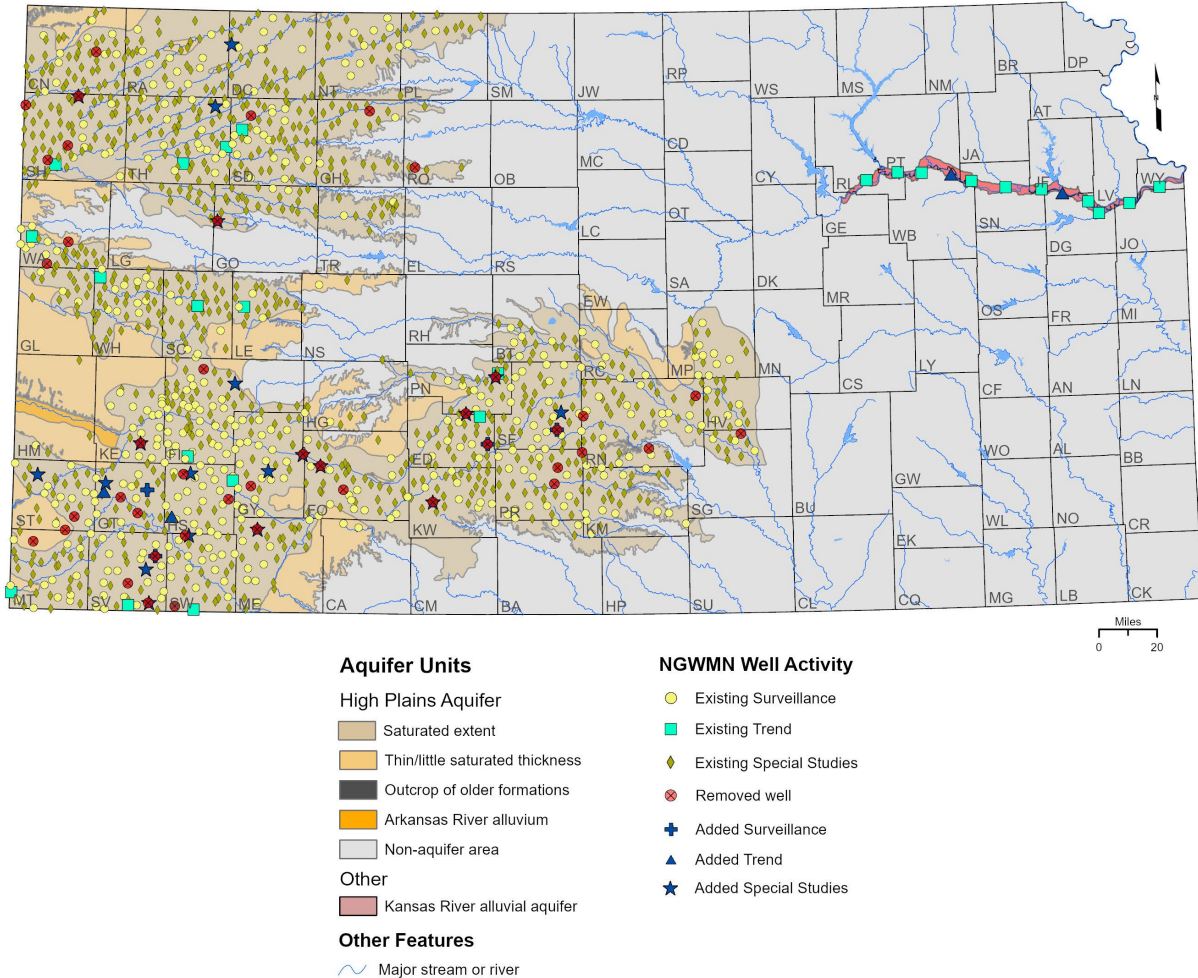 CN RA DC NT PL SM JW RP WS MS NM BR DP
AT
SH TH SD GH RO OB MC CD CY RL PT JA JF LV WY
OT
GE WB SN DG JO
WA LG GO TR EL RS LC
SA DK MR OS FR MI
EW
GL WH SC LE NS RH BT RC MP MN CS LY CF AN LN
PN
HM KE FI HG ED SF RN HV WO AL BB
GW
ST GT HS GY FO KW PR KM SG BU WL NO CR
EK
MT SV SW ME CA CM BA HP SU CL CQ MG LB CK
N
Miles
0 20
Aquifer Units
High Plains Aquifer
Saturated extent
Thin/little saturated thickness
Outcrop of older formations
Arkansas River alluvium
Non-aquifer area
Other
Kansas River alluvial aquifer
Other Features
Major stream or river
NGWMN Well Activity
Existing Surveillance
Existing Trend
Existing Special Studies
Removed well
Added Surveillance
Added Trend
Added Special Studies